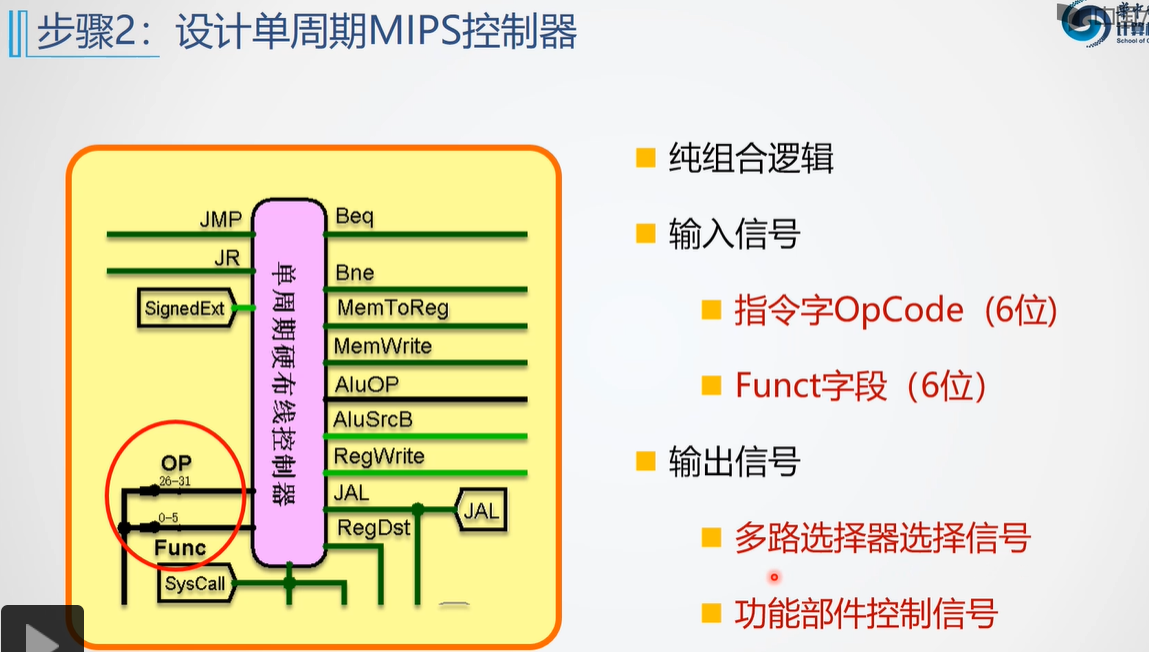 步骤2：设计单周期MIPS控制器
School of
JMP
JR
SignedExt
OP
26-31
0-5
Func
SysCall
单周期硬布线控制器
Beq
Bne
MemToReg
MemWrite
AluOP
AluSrcB
RegWrite
JAL
JAL
RegDst
纯组合逻辑
输入信号
指令字OpCode（6位)
Funct字段（6位）
输出信号
多路选择器选择信号
功能部件控制信号